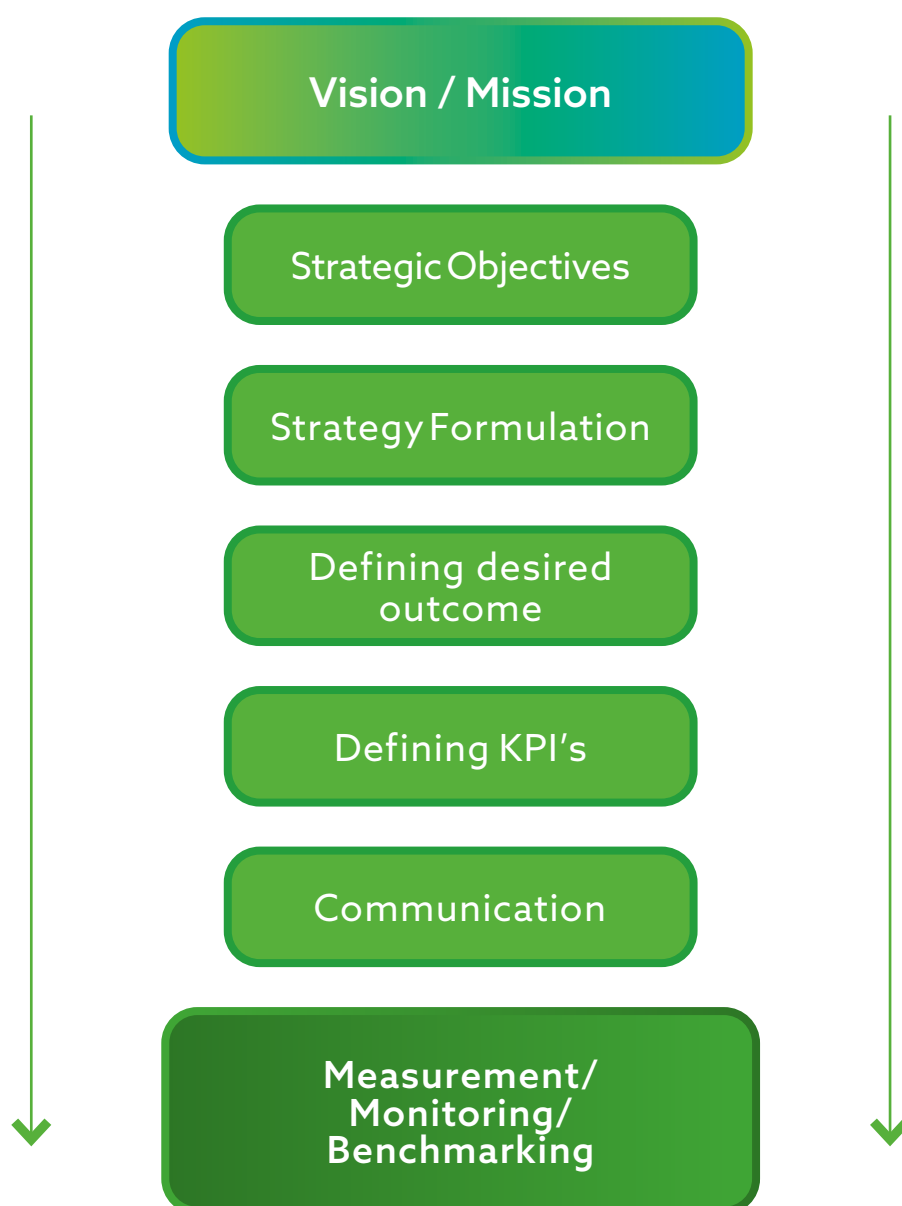 Vision / Mission
Strategic Objectives
Strategy Formulation
Defining desired
outcome
Defining KPI's
Communication
Measurement/
Monitoring/
Benchmarking